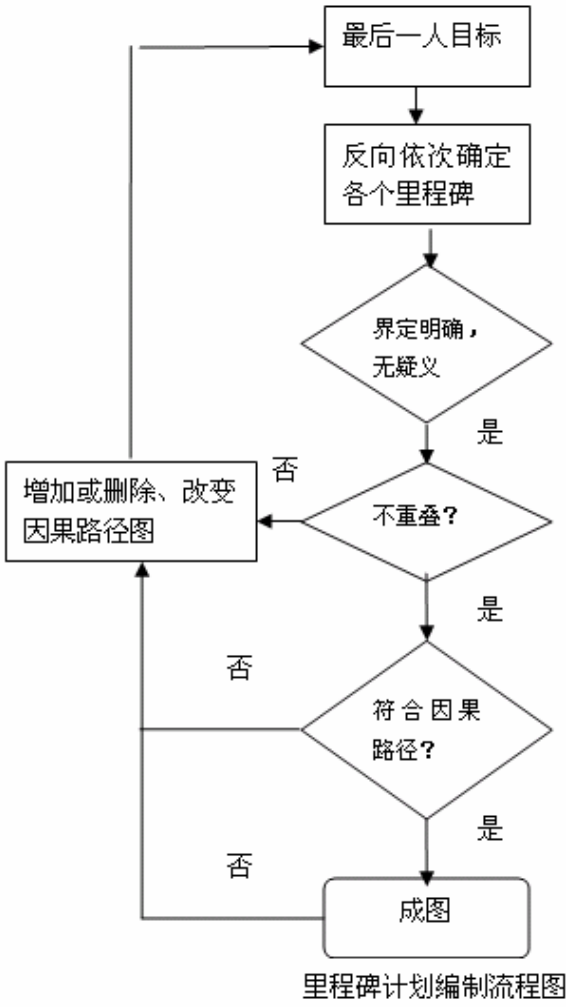 最后一人目标
反向依次确定
各个里程碑
界定明确,
无疑义
是
否
增加或删除、改变
因果路径图
不重叠?
是
否
符合因果
路径?
是
否
成图
里程碑计划编制流程图